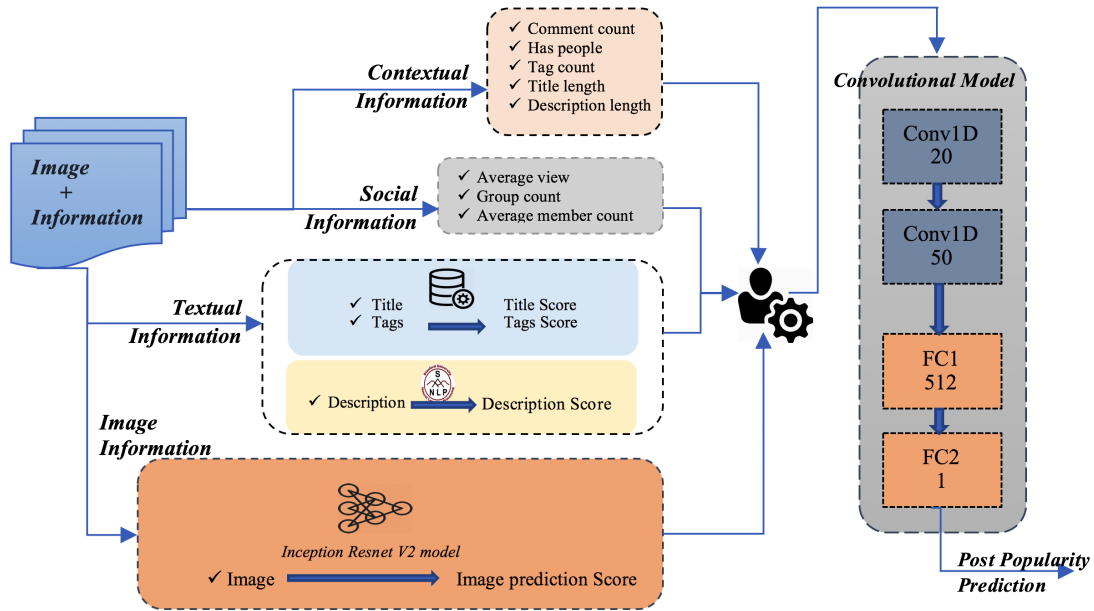 Image
+
Information
Contextual
Information
✓ Comment count
✓ Has people
✓ Tag count
✓ Title length
✓ Description length
Social
Information
✓ Average view
✓ Group count
✓ Average member count
Textual
Information
✓ Title Title Score
✓ Tags Tags Score
S
NLP
✓ Description Description Score
Image
Information
Inception Resnet V2 model
✓ Image Image prediction Score
Convolutional Model
Conv1D
20
Conv1D
50
FC1
512
FC2
1
Post Popularity
Prediction